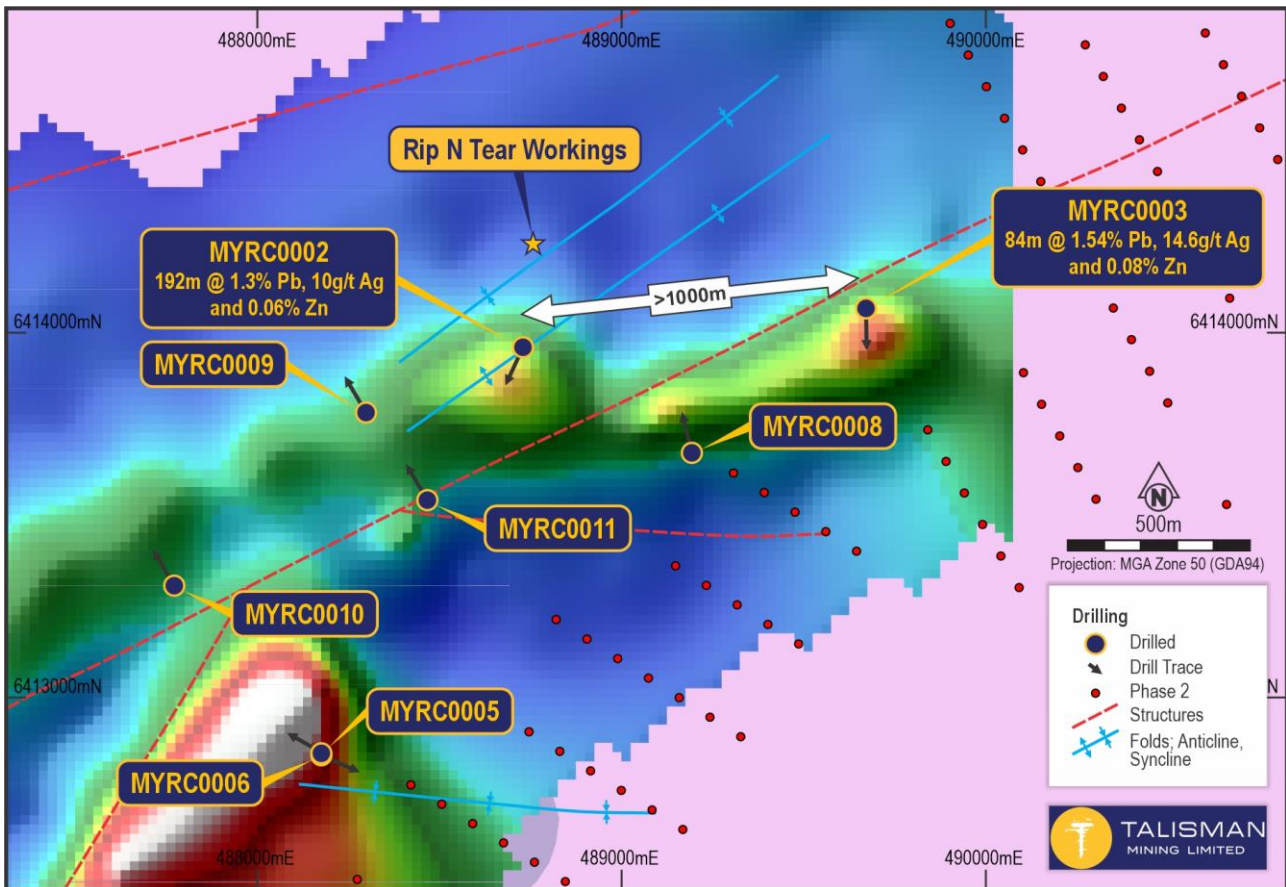 488000mE
489000mE
490000mE
Rip N Tear Workings
MYRC0003
84m @ 1.54% Pb, 14.6g/t Ag
and 0.08% Zn
MYRC0002
192m @ 1.3% Pb, 10g/t Ag
and 0.06% Zn
>1000m
6414000mN
6414000mN
MYRC0009
MYRC0008
MYRC0011
N
500m
Projection: MGA Zone 50 (GDA94)
MYRC0010
Drilling
Drilled
Drill Trace
Phase 2
Structures
Folds; Anticline,
Syncline
6413000mN
N
MYRC0005
MYRC0006
TALISMAN
MINING LIMITED
488000mE
489000mE
490000mE